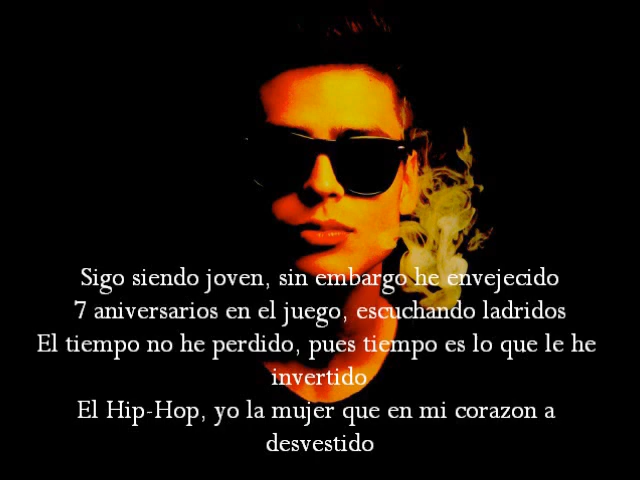 Sigo siendo joven, sin embargo he envejecido
7 aniversarios en el juego, escuchando ladridos
El tiempo no he perdido, pues tiempo es lo que le he
invertido
El Hip-Hop, yo la mujer que en mi corazon a
desvestido